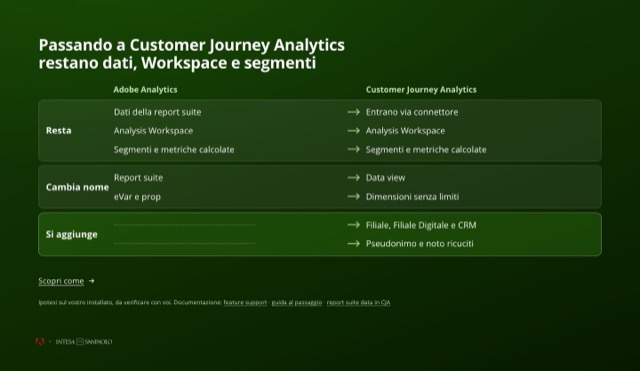 Passando a Customer Journey Analytics
restano dati, Workspace e segmenti
Adobe Analytics
Customer Journey Analytics
Resta
Dati della report suite → Entrano via connettore
Analysis Workspace → Analysis Workspace
Segmenti e metriche calcolate → Segmenti e metriche calcolate
Cambia nome
Report suite → Data view
eVar e prop → Dimensioni senza limiti
Si aggiunge
→ Filiale, Filiale Digitale e CRM
→ Pseudonimo e noto ricuciti
Scopri come →
Ipotesi sul vostro installato, da verificare con voi. Documentazione: feature support · guida al passaggio · report suite data in CJA
INTESA SANPAOLO